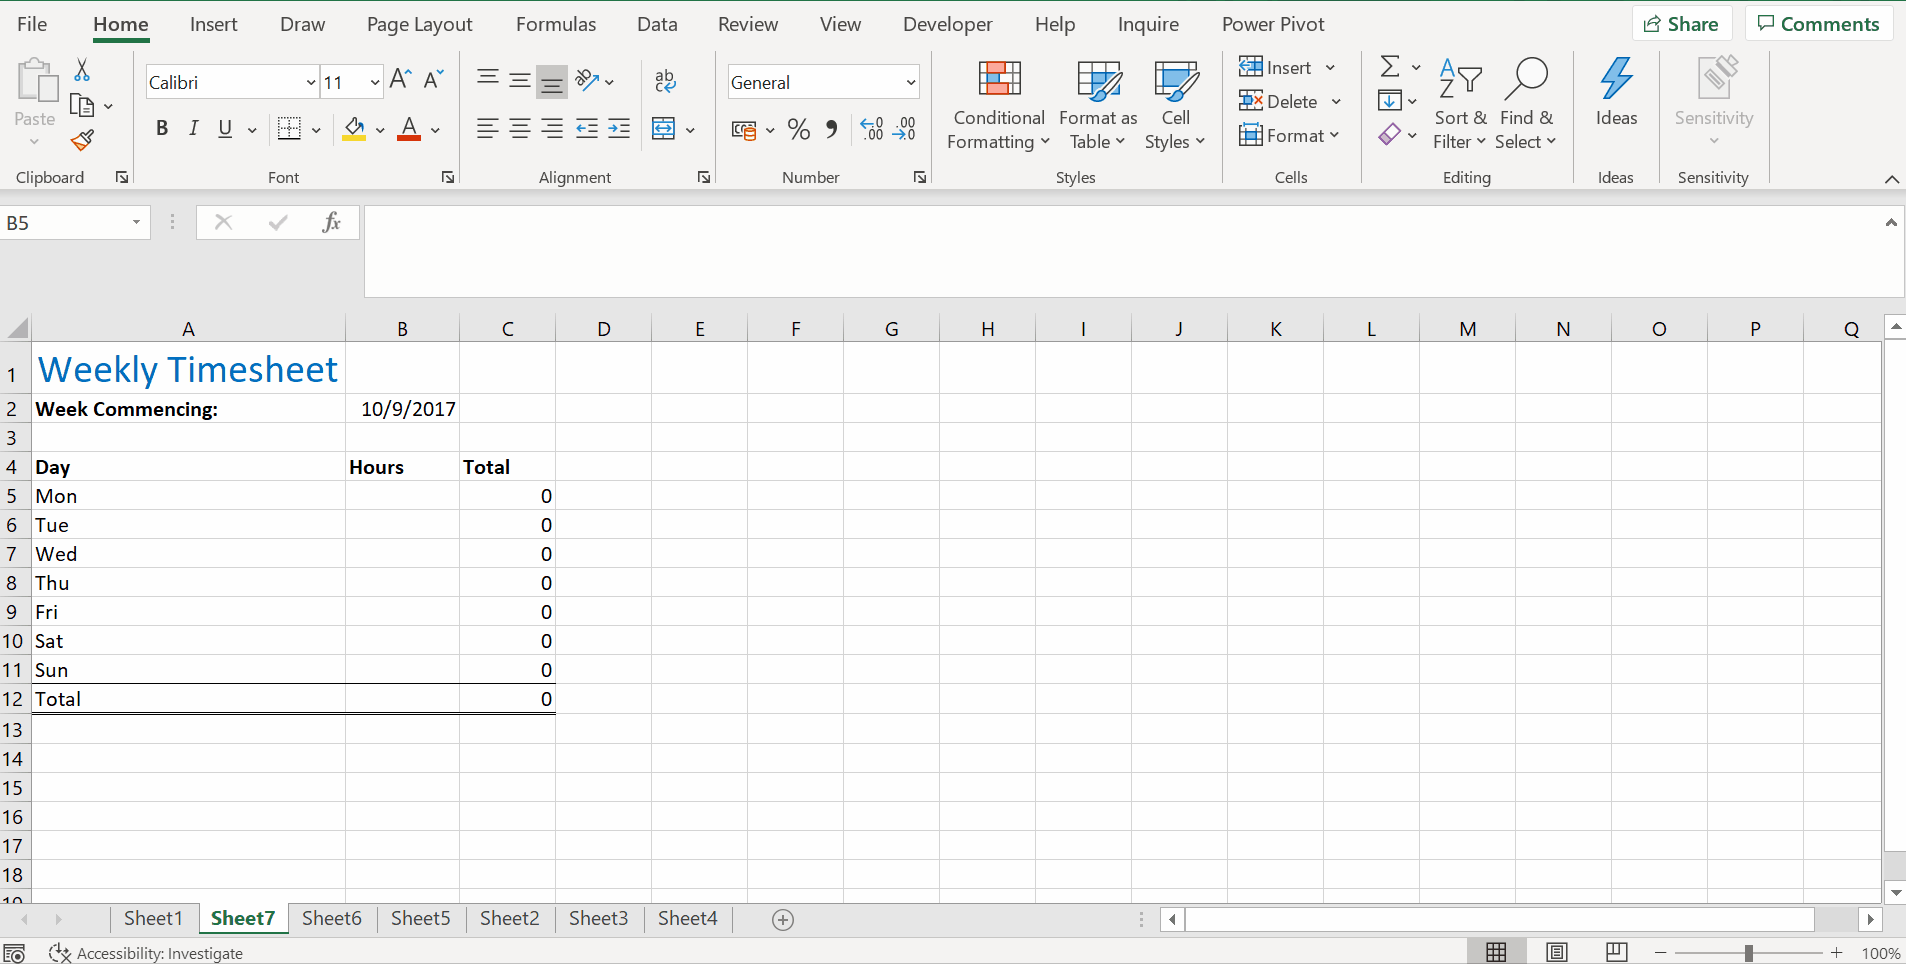 File Home Insert Draw Page Layout Formulas Data Review View Developer Help Inquire Power Pivot Share Comments
Paste
Clipboard
Calibri 11 A A
B I U A
Font
ab
Alignment
General
% 
Number
Conditional Formatting
Format as Table
Cell Styles
Styles
Insert
Delete
Format
Cells
Sort & Filter
Find & Select
Editing
Ideas
Ideas
Sensitivity
Sensitivity
B5 fx
A B C D E F G H I J K L M N O P Q
1 Weekly Timesheet
2 Week Commencing: 10/9/2017
3
4 Day Hours Total
5 Mon 0
6 Tue 0
7 Wed 0
8 Thu 0
9 Fri 0
10 Sat 0
11 Sun 0
12 Total 0
13
14
15
16
17
18
Sheet1 Sheet7 Sheet6 Sheet5 Sheet2 Sheet3 Sheet4
Accessibility: Investigate 100%